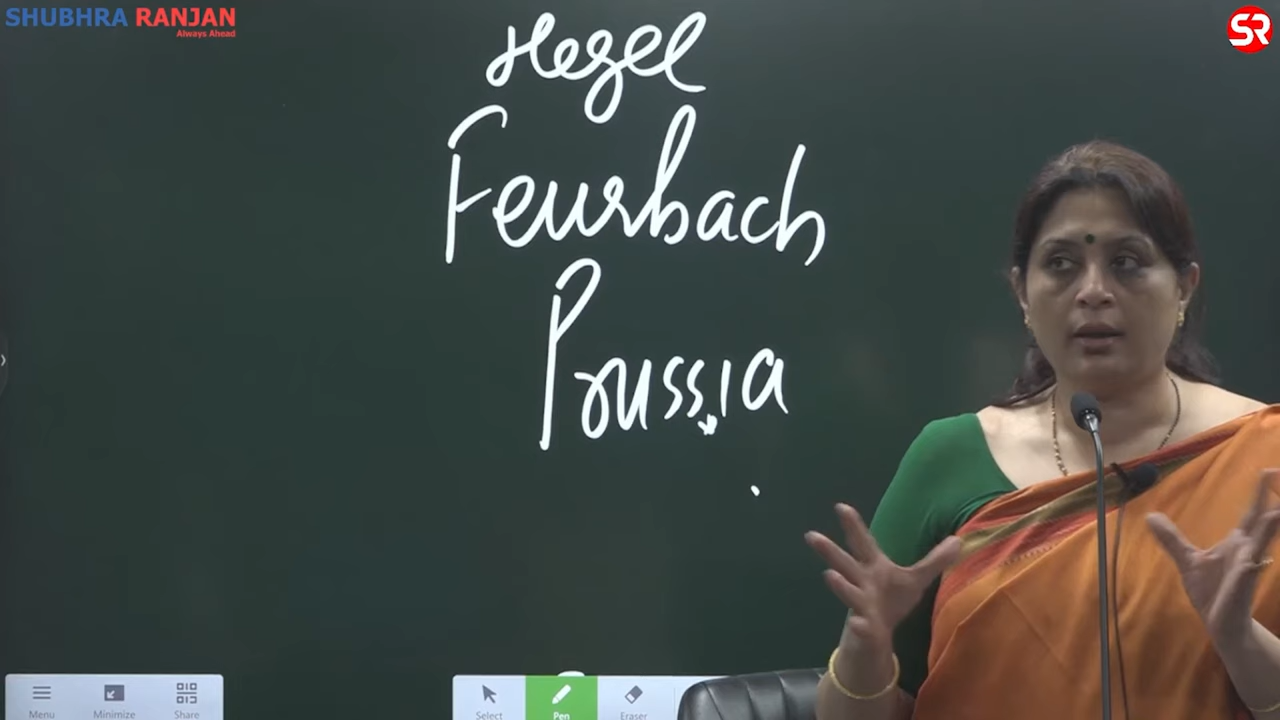 SHUBHRA RANJAN
Always Ahead
SR
Hegel
Feurbach
Prussia
Menu
Minimize
Share
Select
Pen
Eraser